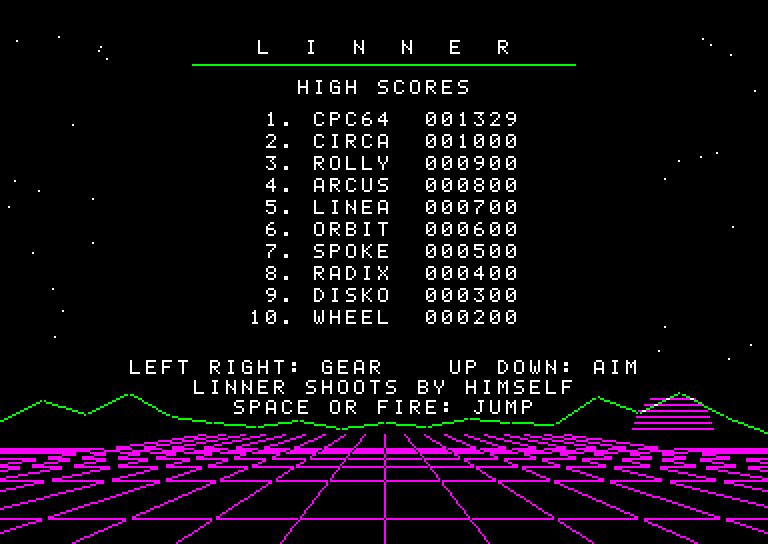 L I N N E R
HIGH SCORES
1. CPC64 001329
2. CIRCA 001000
3. ROLLY 000900
4. ARCUS 000800
5. LINEA 000700
6. ORBIT 000600
7. SPOKE 000500
8. RADIX 000400
9. DISKO 000300
10. WHEEL 000200
LEFT RIGHT: GEAR UP DOWN: AIM
LINNER SHOOTS BY HIMSELF
SPACE OR FIRE: JUMP